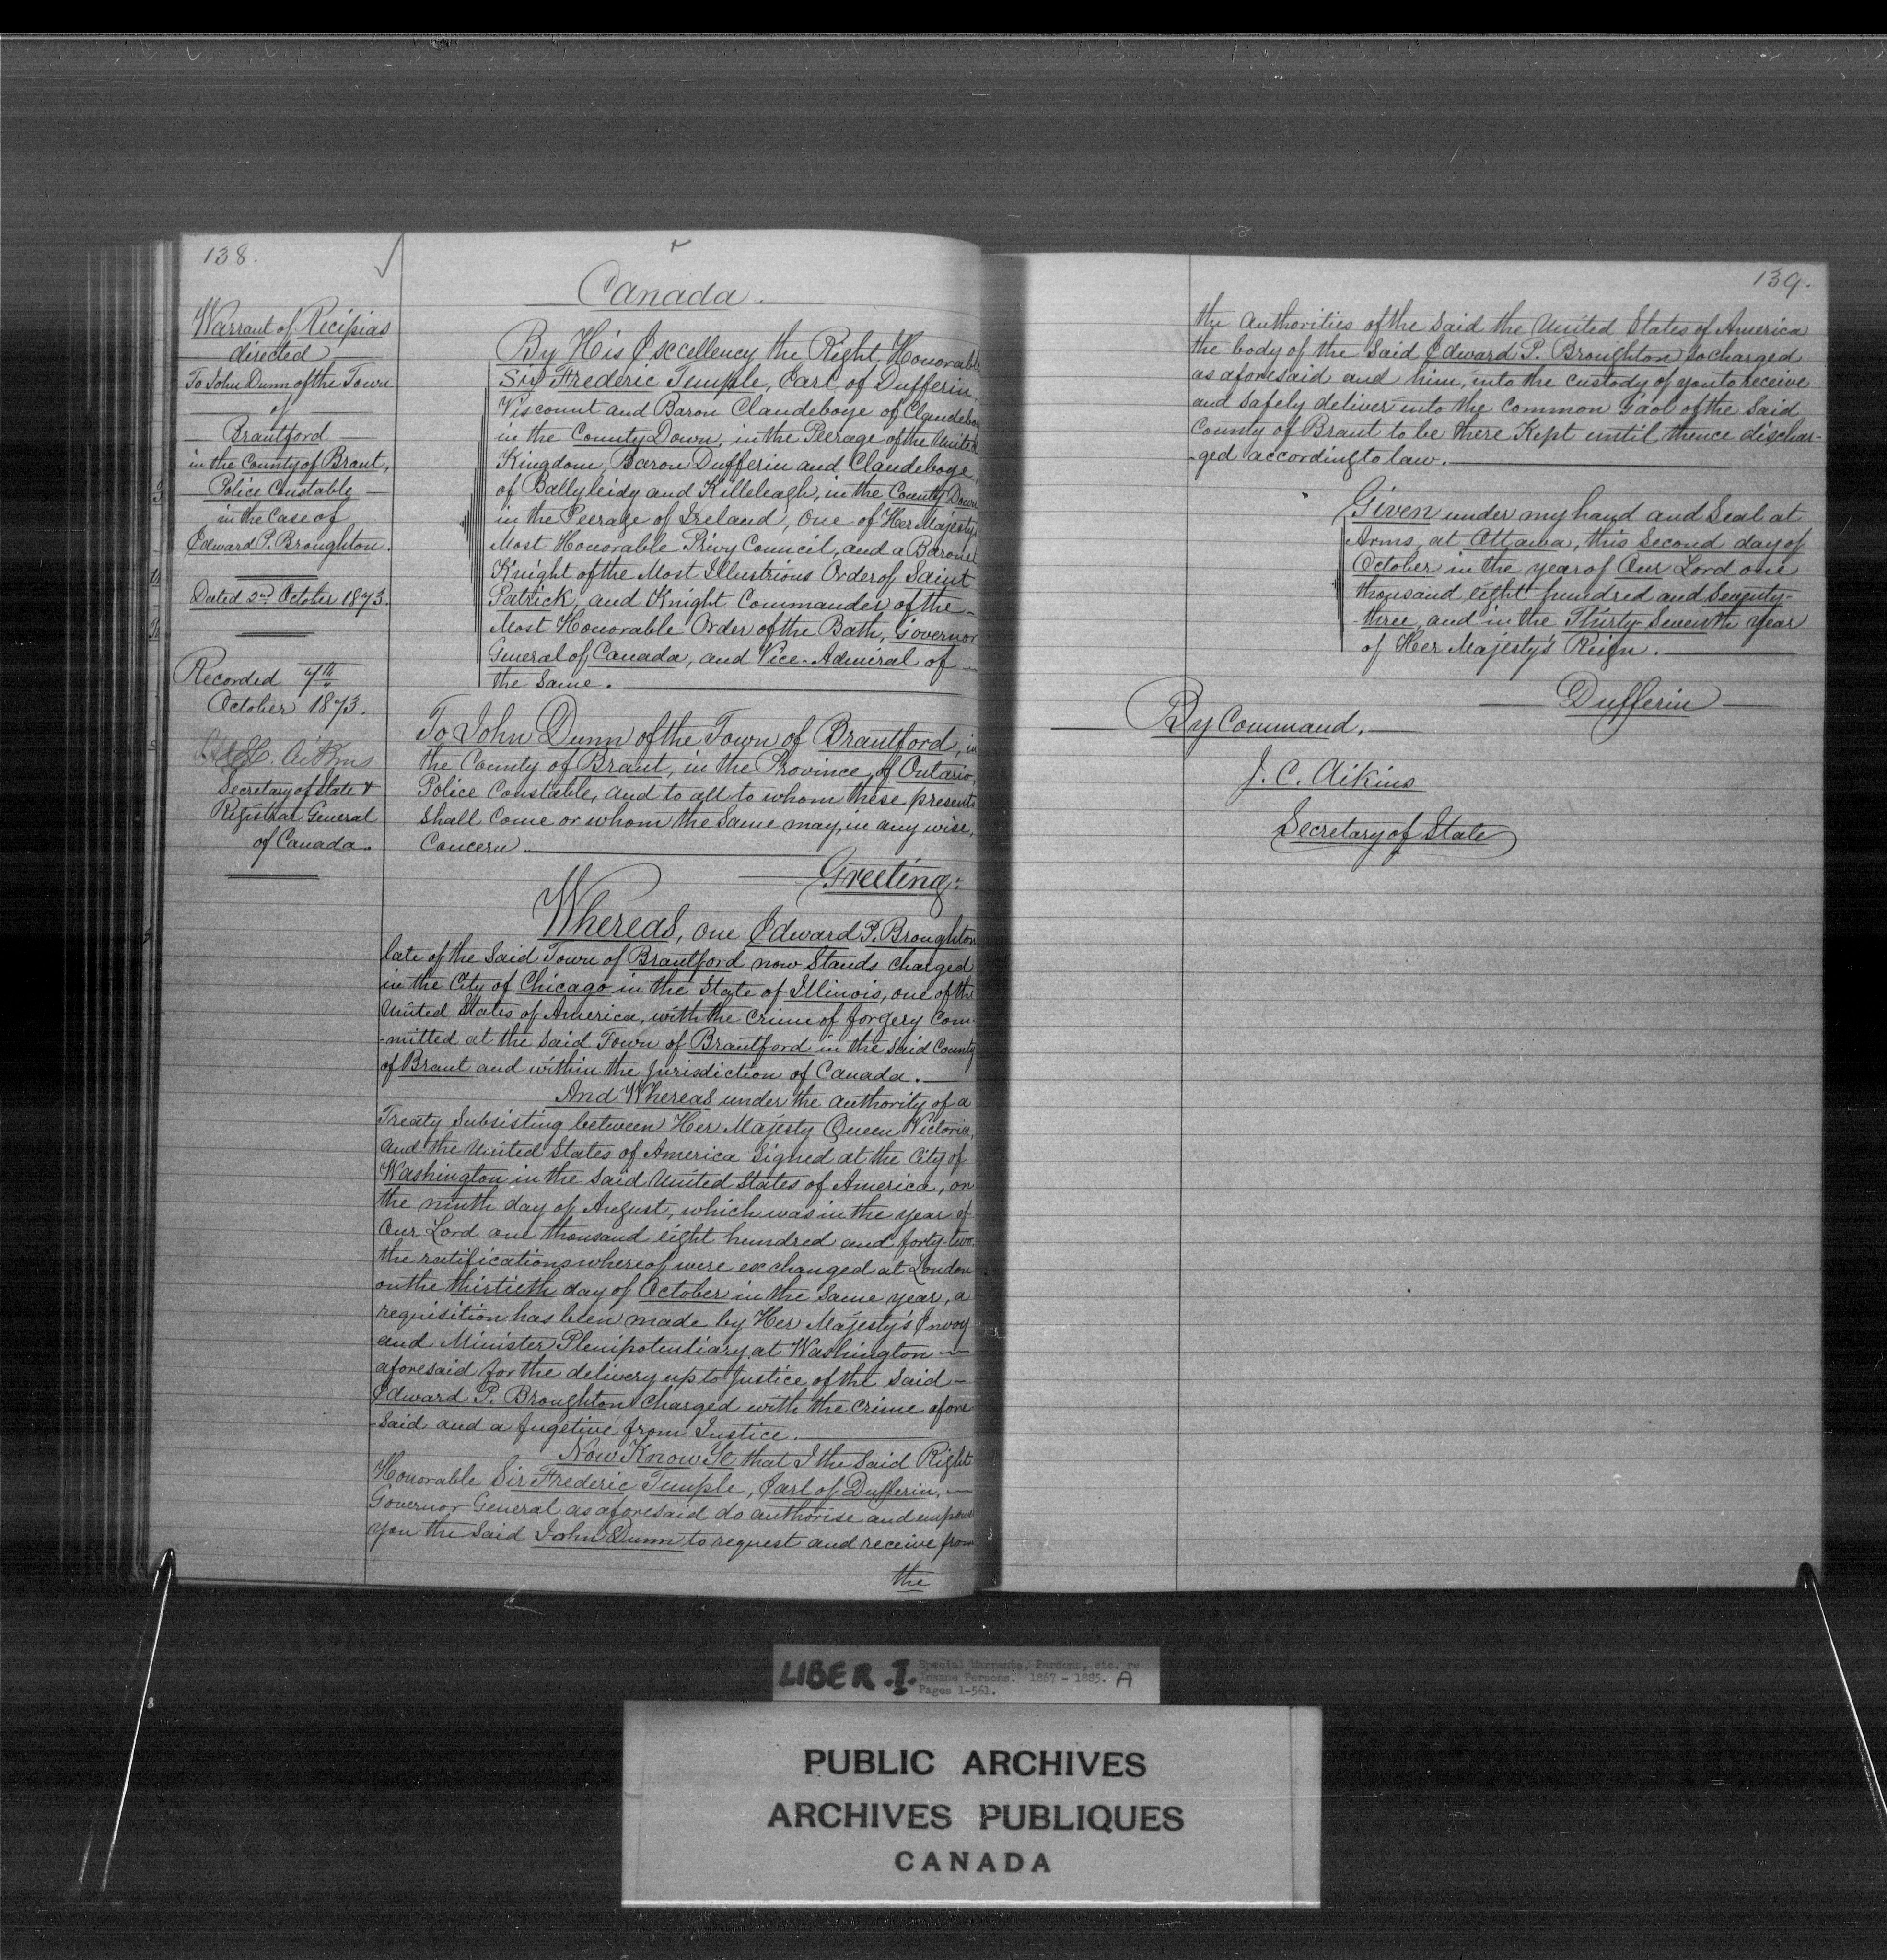 138.
Warrant of Recipias
directed
To John Dunn of the Town
of
Brantford
in the County of Brant,
Police Constable
in the Case of
Edward P. Broughton.
Dated 2nd October 1873.
Recorded 7th
October 1873.
Aikins
Secretary of State &
Registrar General
of Canada.
Canada.
By His Excellency the Right Honorable
Sir Frederic Temple, Earl of Dufferin,
Viscount and Baron Clandeboye of Clandeboye
in the County Down, in the Peerage of the United
Kingdom, Baron Dufferin and Clandeboye,
of Ballyleidy and Killeleagh, in the County Down
in the Peerage of Ireland, One of Her Majesty's
Most Honorable Privy Council, and a Baronet
Knight of the Most Illustrious Order of Saint
Patrick, and Knight Commander of the
Most Honorable Order of the Bath, Governor
General of Canada, and Vice-Admiral of
the Same.
To John Dunn of the Town of Brantford, in
the County of Brant, in the Province of Ontario,
Police Constable, and to all to whom these presents
shall Come or whom the Same may, in any wise,
Concern.
Greeting:
Whereas, one Edward P. Broughton
late of the Said Town of Brantford now Stands charged
in the City of Chicago in the State of Illinois, one of the
United States of America, with the Crime of forgery Com-
-mitted at the Said Town of Brantford in the Said County
of Brant and within the Jurisdiction of Canada.
And Whereas under the authority of a
Treaty Subsisting between Her Majesty Queen Victoria,
and the United States of America Signed at the City of
Washington in the Said United States of America, on
the ninth day of August, which was in the year of
Our Lord one thousand eight hundred and forty-two,
the ratifications whereof were exchanged at London
on the thirtieth day of October in the Same year, a
requisition has been made by Her Majesty's Envoy
and Minister Plenipotentiary at Washington
aforesaid for the delivery up to Justice of the Said
Edward P. Broughton Charged with the Crime afore
-said and a fugetive from Justice.
Now Know Ye that I the Said Right
Honorable Sir Frederic Temple, Earl of Dufferin,
Governor General as aforesaid do authorise and empower
you the Said John Dunn to request and receive from
the
139.
the authorities of the Said the United States of America
the body of the Said Edward P. Broughton So charged
as aforesaid and him, into the custody of you to receive
and Safely deliver into the Common Gaol of the Said
County of Brant to be there Kept until thence dischar-
-ged according to law.
Given under my hand and Seal at
Arms, at Ottawa, this Second day of
October in the year of Our Lord one
thousand eight hundred and Seventy-
-three, and in the Thirty-Seventh year
of Her Majesty's Reign.
Dufferin
By Command,
J. C. Aikins
Secretary of State
LIBER. I. Special Warrants, Pardons, etc. re
Insane Persons. 1867 - 1885. A
Pages 1-561.
PUBLIC ARCHIVES
ARCHIVES PUBLIQUES
CANADA